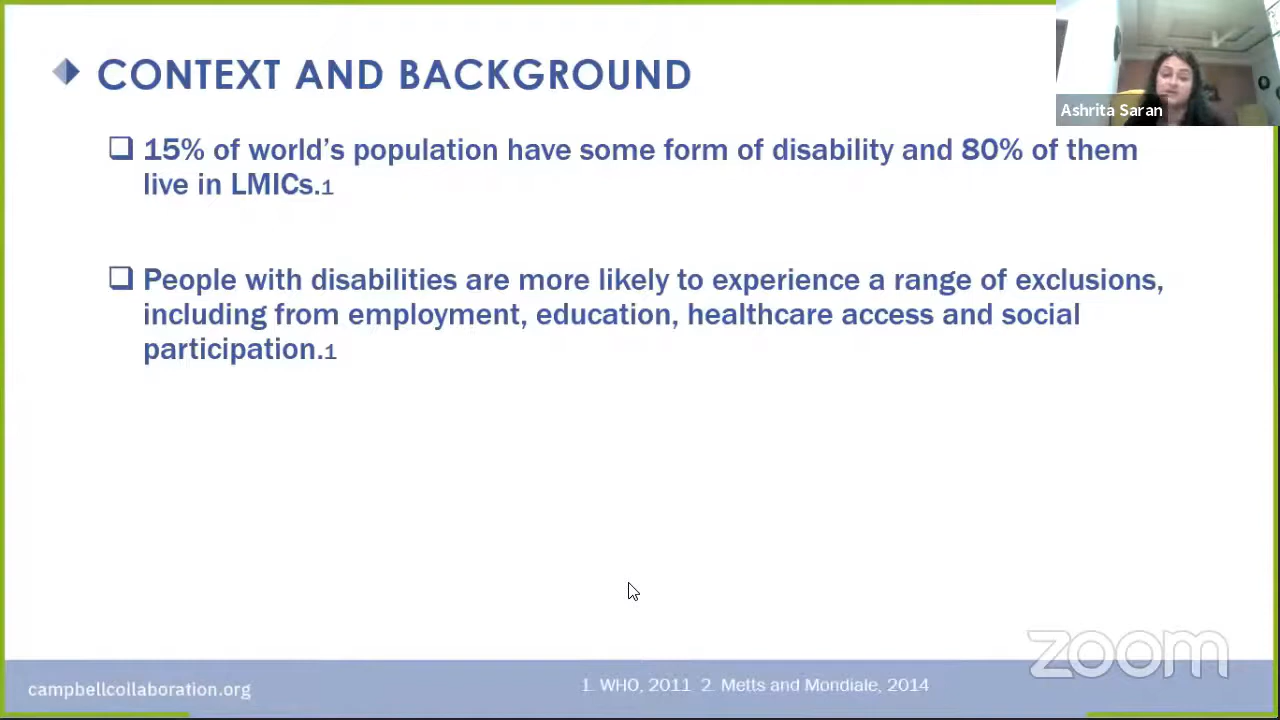 CONTEXT AND BACKGROUND
Ashrita Saran
15% of world's population have some form of disability and 80% of them
live in LMICs.1
People with disabilities are more likely to experience a range of exclusions,
including from employment, education, healthcare access and social
participation.1
zoom
campbellcollaboration.org
1. WHO, 2011 2. Metts and Mondiale, 2014